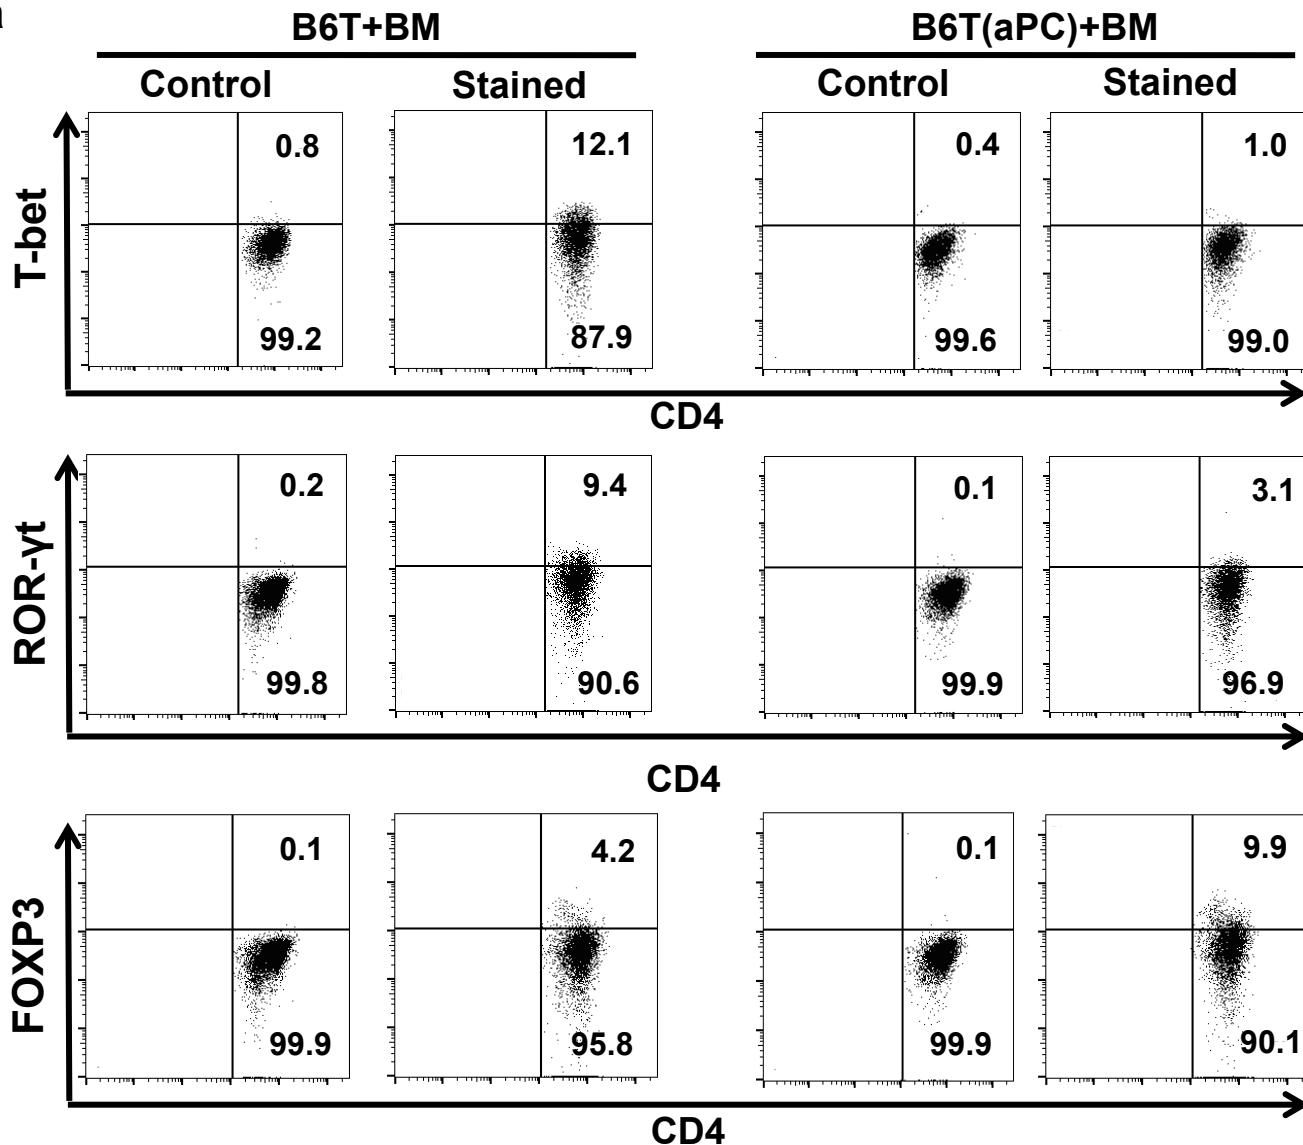 a
B6T+BM B6T(aPC)+BM
Control Stained Control Stained
T-bet
0.8 12.1 0.4 1.0
99.2 87.9 99.6 99.0
CD4
ROR-γt
0.2 9.4 0.1 3.1
99.8 90.6 99.9 96.9
CD4
FOXP3
0.1 4.2 0.1 9.9
99.9 95.8 99.9 90.1
CD4